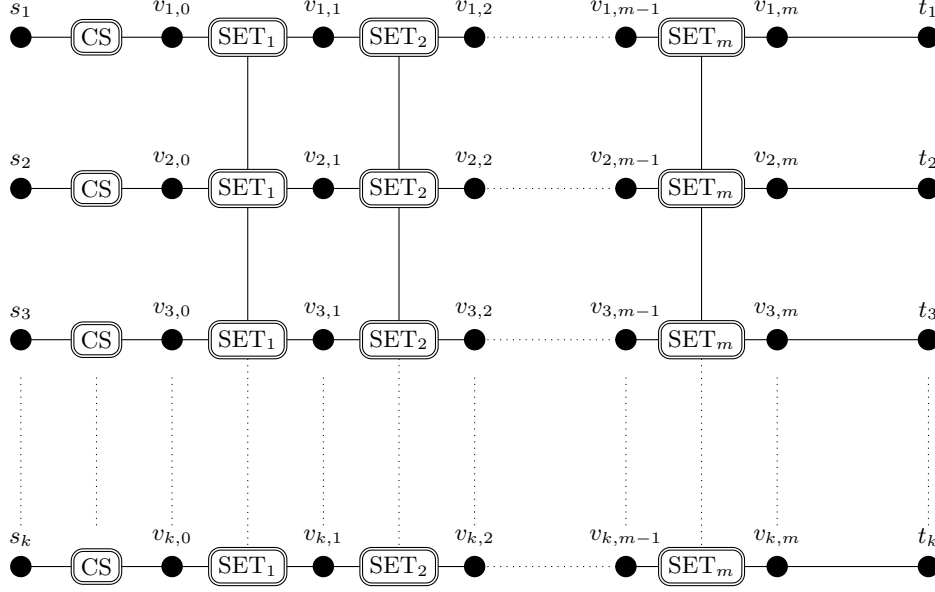 s₁ v₁,₀ v₁,₁ v₁,₂ v₁,ₘ₋₁ v₁,ₘ t₁
CS SET₁ SET₂ SETₘ
s₂ v₂,₀ v₂,₁ v₂,₂ v₂,ₘ₋₁ v₂,ₘ t₂
CS SET₁ SET₂ SETₘ
s₃ v₃,₀ v₃,₁ v₃,₂ v₃,ₘ₋₁ v₃,ₘ t₃
CS SET₁ SET₂ SETₘ
sₖ vₖ,₀ vₖ,₁ vₖ,₂ vₖ,ₘ₋₁ vₖ,ₘ tₖ
CS SET₁ SET₂ SETₘ